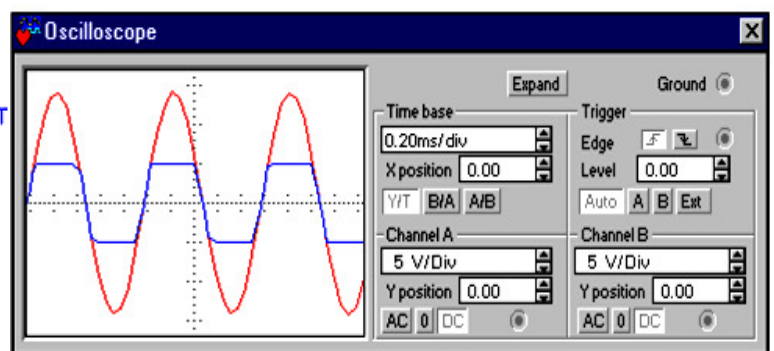 Oscilloscope
T
Expand
Ground
Time base
0.20ms/div
X position 0.00
Y/T B/A A/B
Trigger
Edge
Level 0.00
Auto A B Ext
Channel A
5 V/Div
Y position 0.00
AC 0 DC
Channel B
5 V/Div
Y position 0.00
AC 0 DC